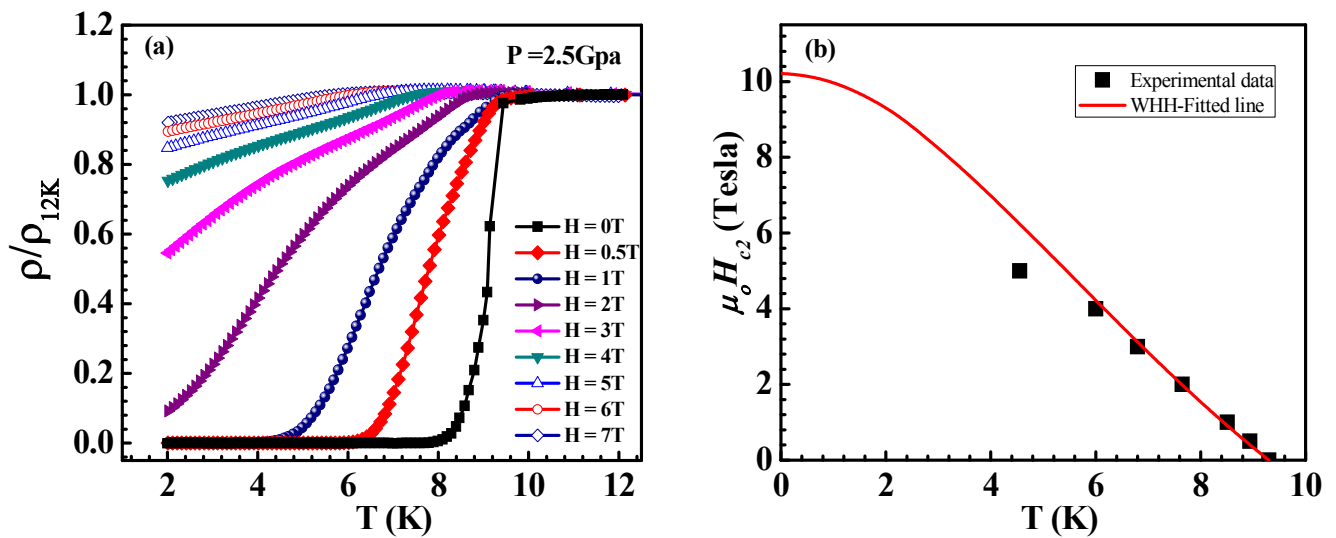 (a)
P =2.5Gpa
1.2
1.0
0.8
0.6
0.4
0.2
0.0
ρ/ρ12K
H = 0T
H = 0.5T
H = 1T
H = 2T
H = 3T
H = 4T
H = 5T
H = 6T
H = 7T
2 4 6 8 10 12
T (K)
(b)
Experimental data
WHH-Fitted line
10
8
6
4
2
0
μoHc2 (Tesla)
0 2 4 6 8 10
T (K)